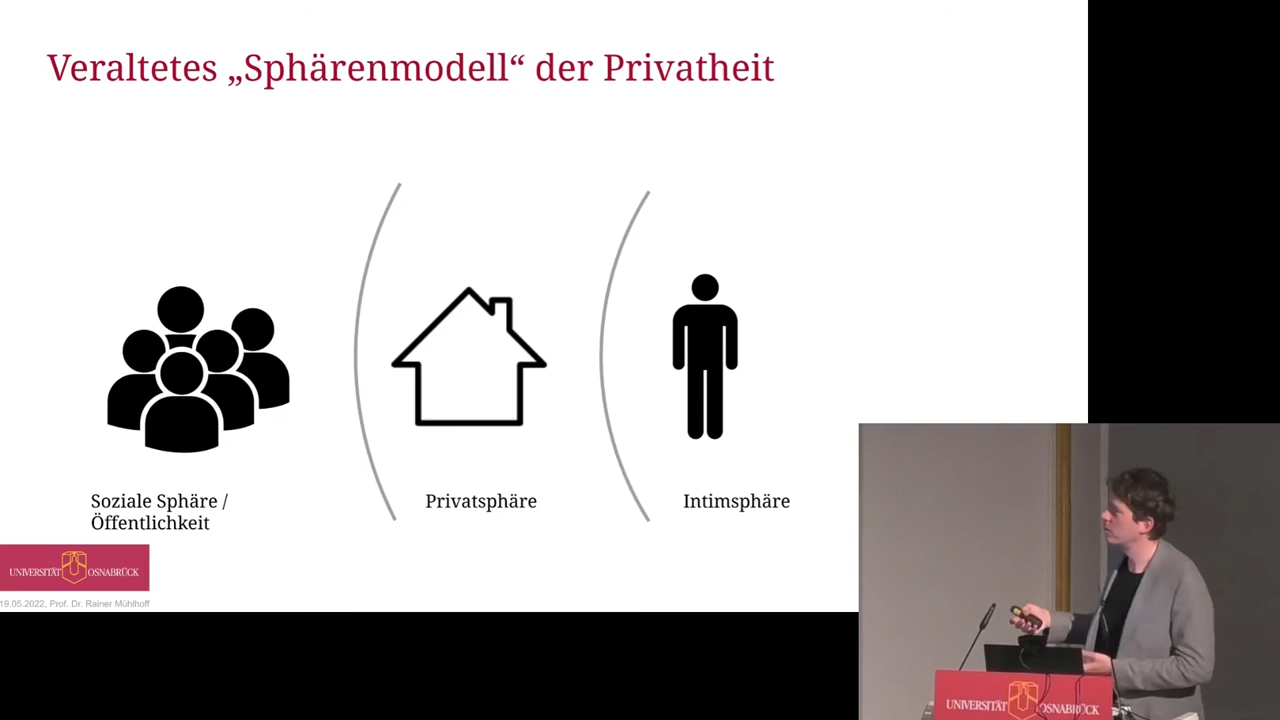 Veraltetes „Sphärenmodell“ der Privatheit
Soziale Sphäre /
Öffentlichkeit
Privatsphäre
Intimsphäre
UNIVERSITÄT OSNABRÜCK
19.05.2022, Prof. Dr. Rainer Mühlhoff
UNIVERSITÄT OSNABRÜCK